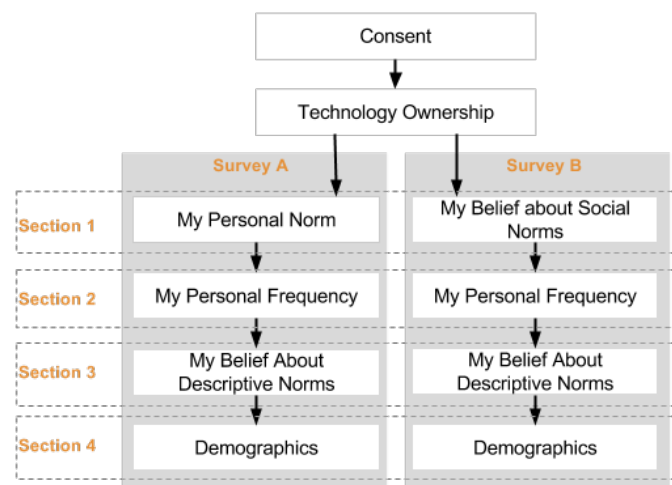 Consent
Technology Ownership
Survey A
Survey B
Section 1
My Personal Norm
My Belief about Social
Norms
Section 2
My Personal Frequency
My Personal Frequency
Section 3
My Belief About
Descriptive Norms
My Belief About
Descriptive Norms
Section 4
Demographics
Demographics